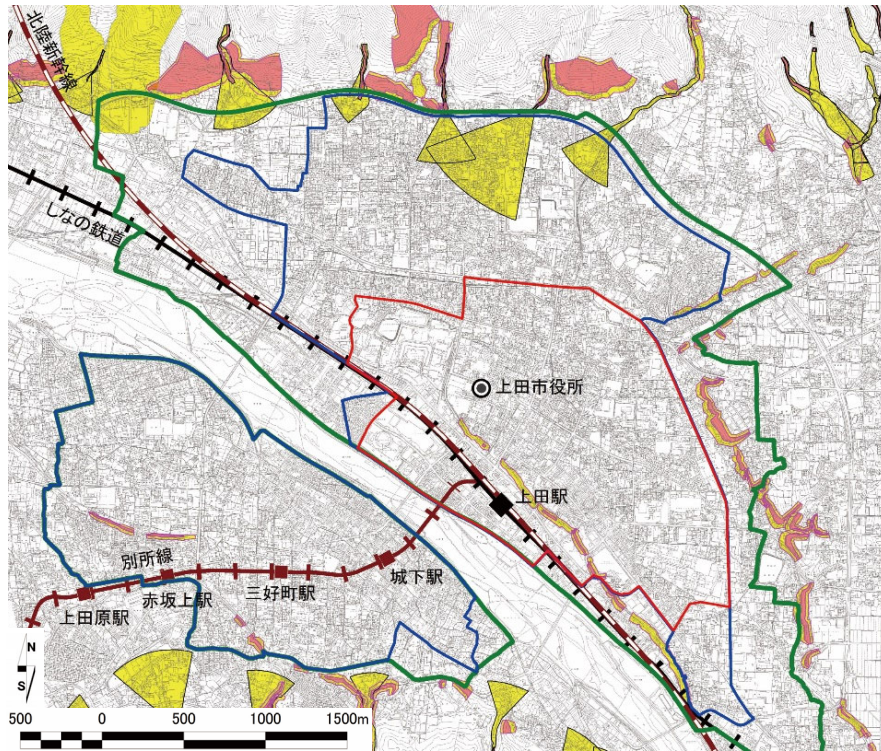 北陸新幹線
しなの鉄道
上田市役所
上田駅
別所線
城下駅
三好町駅
赤坂上駅
上田原駅
N
S
500 0 500 1000 1500m